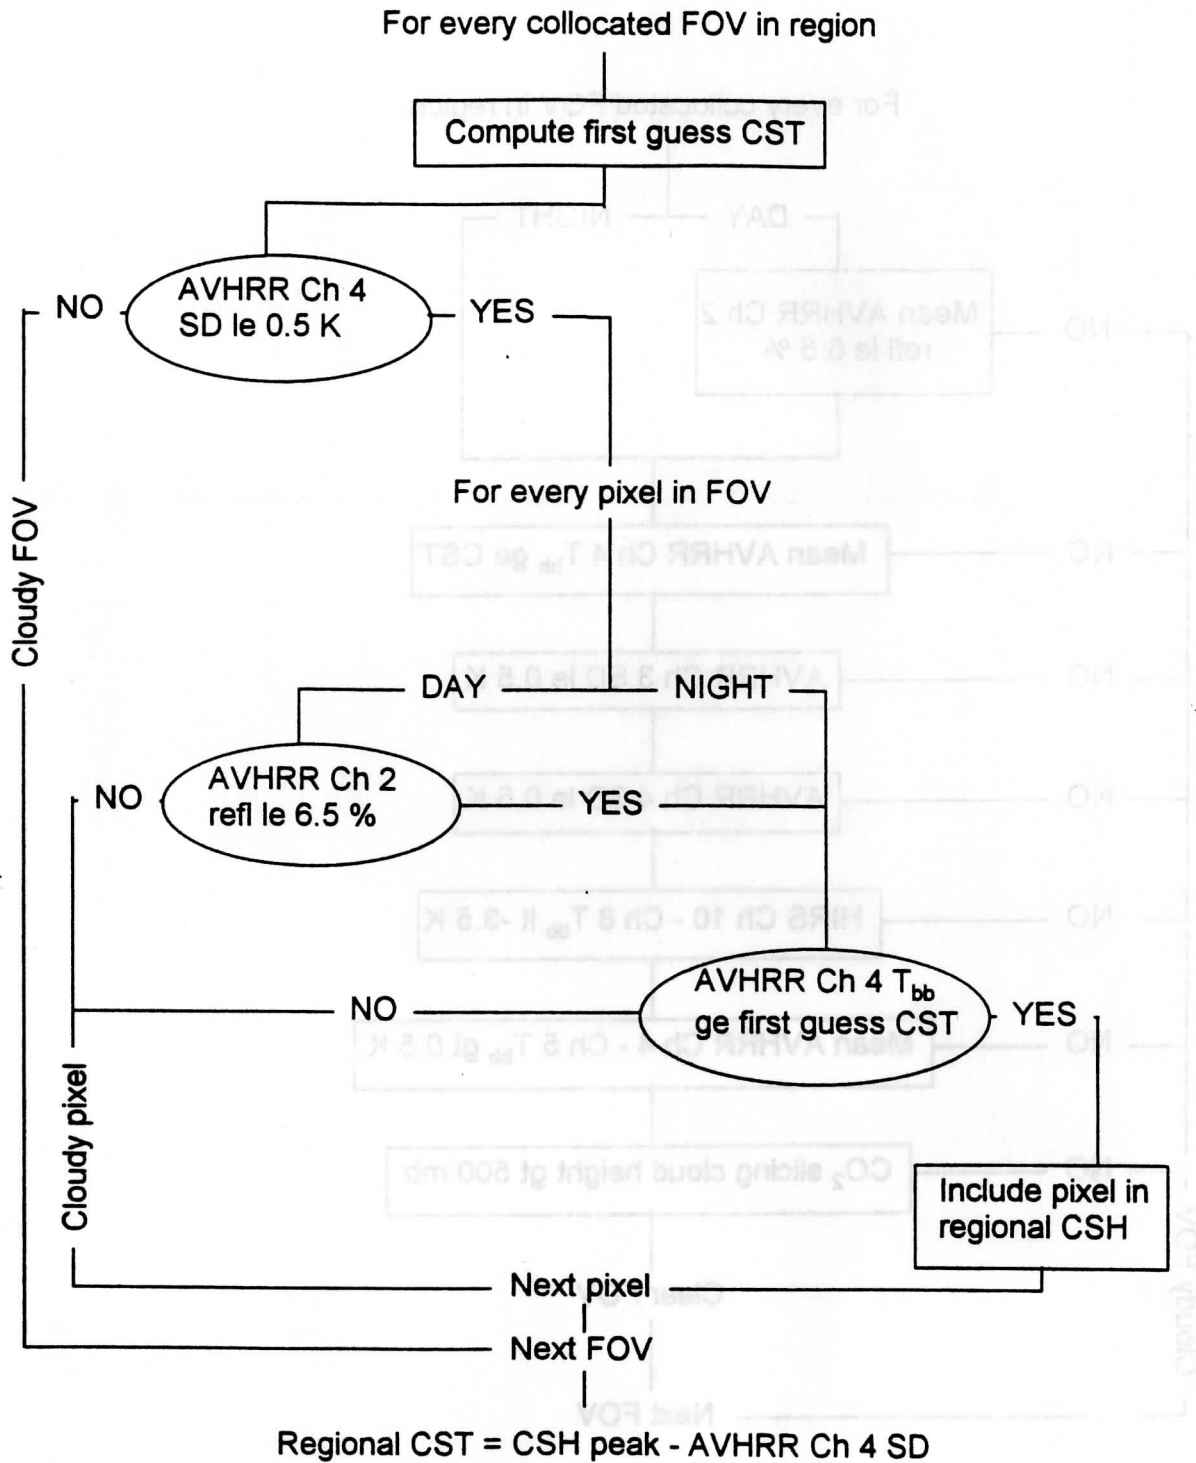 For every collocated FOV in region
Compute first guess CST
AVHRR Ch 4
SD le 0.5 K
NO
YES
Cloudy FOV
For every pixel in FOV
DAY
NIGHT
AVHRR Ch 2
refl le 6.5 %
NO
YES
AVHRR Ch 4 Tbb
ge first guess CST
NO
YES
Cloudy pixel
Include pixel in
regional CSH
Next pixel
Next FOV
Regional CST = CSH peak - AVHRR Ch 4 SD